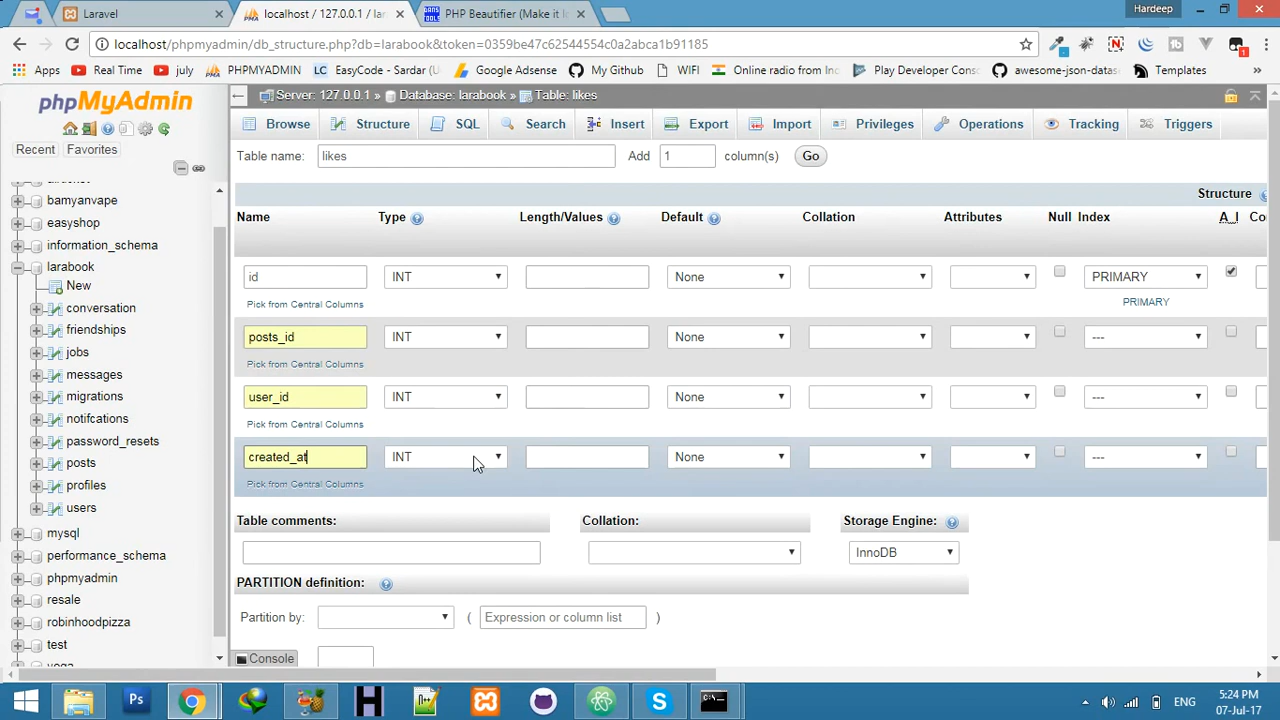 Hardeep
Laravel
localhost / 127.0.0.1 / lar
PHP Beautifier (Make it lo
localhost/phpmyadmin/db_structure.php?db=larabook&token=0359be47c62544554c0a2abca1b91185
Apps
Real Time
july
PHPMYADMIN
EasyCode - Sardar (U
Google Adsense
My Github
WIFI
Online radio from Inc
Play Developer Cons
awesome-json-datas
Templates
phpMyAdmin
Recent
Favorites
bamyanvape
easyshop
information_schema
larabook
New
conversation
friendships
jobs
messages
migrations
notifcations
password_resets
posts
profiles
users
mysql
performance_schema
phpmyadmin
resale
robinhoodpizza
test
Server: 127.0.0.1 » Database: larabook » Table: likes
Browse
Structure
SQL
Search
Insert
Export
Import
Privileges
Operations
Tracking
Triggers
Table name:
likes
Add
1
column(s)
Go
Structure
Name
Type
Length/Values
Default
Collation
Attributes
Null
Index
A_I
Co
id
INT
None
PRIMARY
Pick from Central Columns
PRIMARY
posts_id
INT
None
---
Pick from Central Columns
user_id
INT
None
---
Pick from Central Columns
created_at
INT
None
---
Pick from Central Columns
Table comments:
Collation:
Storage Engine:
InnoDB
PARTITION definition:
Partition by:
(
Expression or column list
)
Console
Ps
ENG
5:24 PM
07-Jul-17